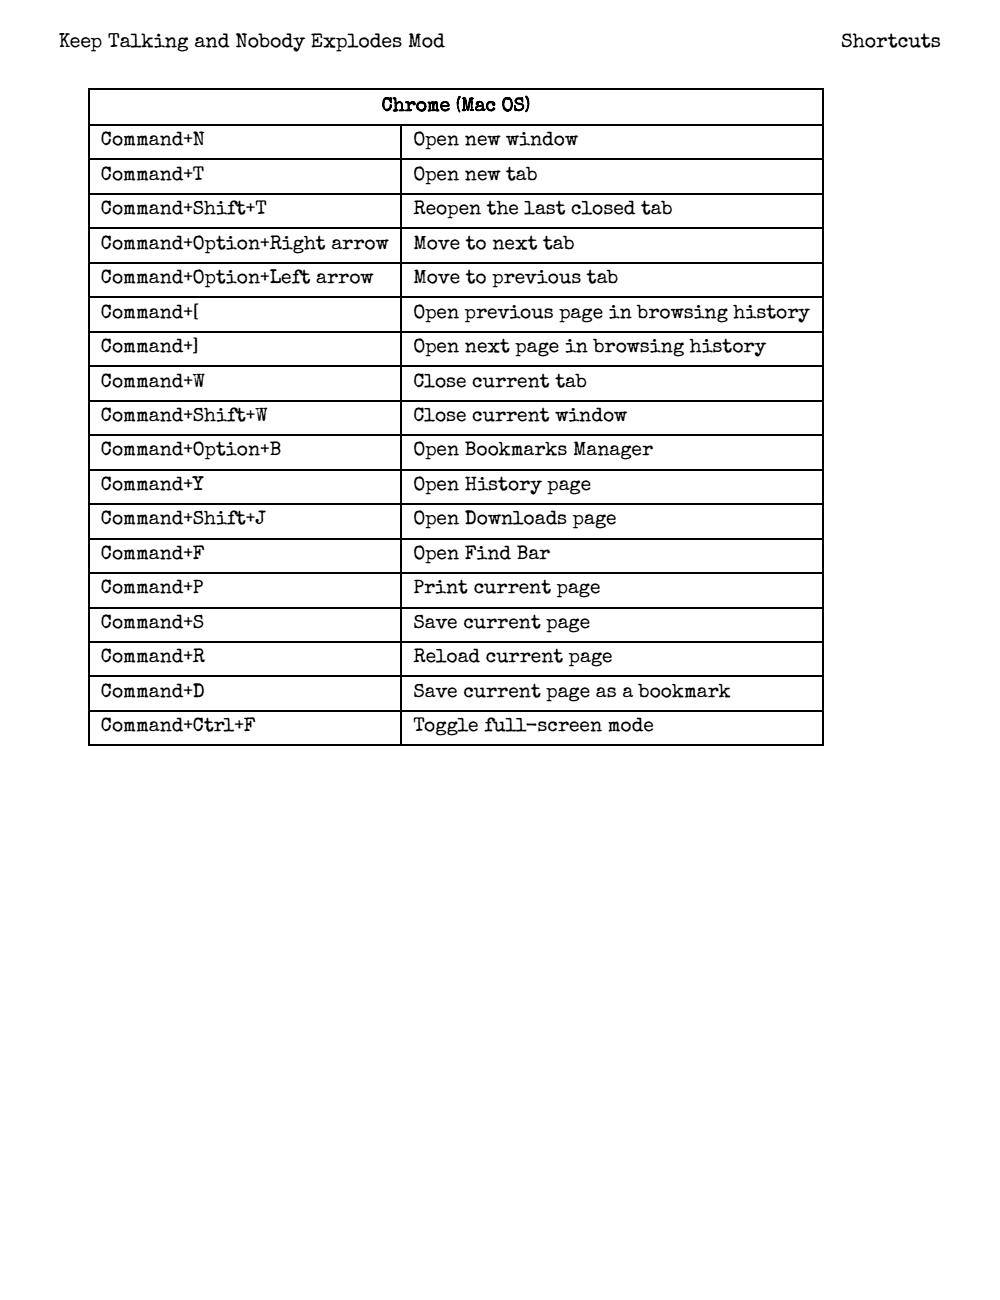 Keep Talking and Nobody Explodes Mod Shortcuts
Chrome (Mac OS)
Command+N Open new window
Command+T Open new tab
Command+Shift+T Reopen the last closed tab
Command+Option+Right arrow Move to next tab
Command+Option+Left arrow Move to previous tab
Command+[ Open previous page in browsing history
Command+] Open next page in browsing history
Command+W Close current tab
Command+Shift+W Close current window
Command+Option+B Open Bookmarks Manager
Command+Y Open History page
Command+Shift+J Open Downloads page
Command+F Open Find Bar
Command+P Print current page
Command+S Save current page
Command+R Reload current page
Command+D Save current page as a bookmark
Command+Ctrl+F Toggle full-screen mode